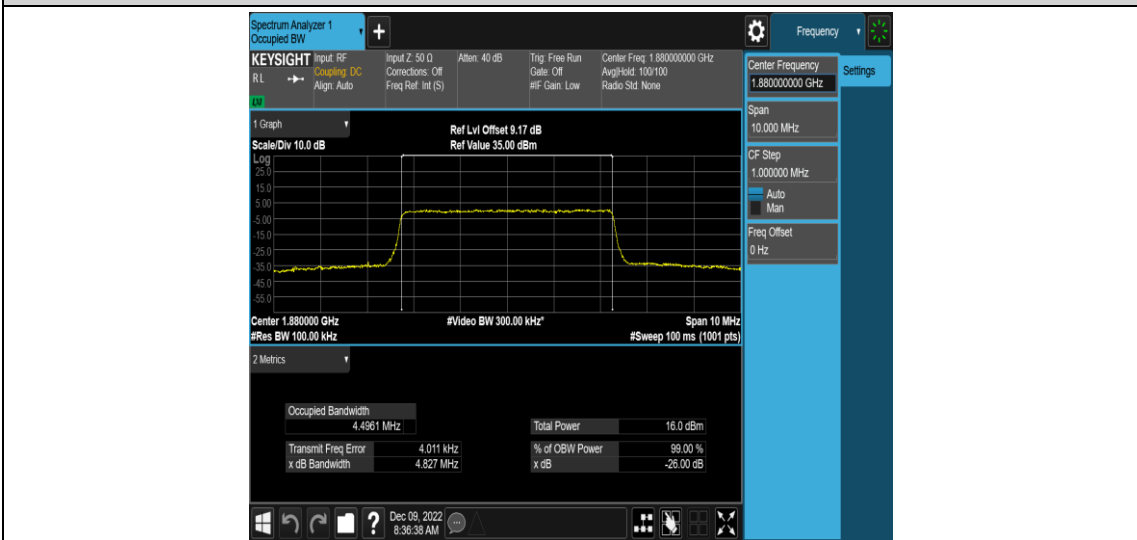 Spectrum Analyzer 1
Occupied BW
+
Frequency
KEYSIGHT
RL
LXI
Input: RF
Coupling: DC
Align: Auto
Input Z: 50 Ω
Corrections: Off
Freq Ref: Int (S)
Atten: 40 dB
Trig: Free Run
Gate: Off
#IF Gain: Low
Center Freq: 1.880000000 GHz
Avg|Hold: 100/100
Radio Std: None
Center Frequency
1.880000000 GHz
Settings
Span
10.000 MHz
CF Step
1.000000 MHz
Auto
Man
Freq Offset
0 Hz
1 Graph
Scale/Div 10.0 dB
Ref Lvl Offset 9.17 dB
Ref Value 35.00 dBm
Log
25.0
15.0
5.00
-5.00
-15.0
-25.0
-35.0
-45.0
-55.0
Center 1.880000 GHz
#Res BW 100.00 kHz
#Video BW 300.00 kHz*
Span 10 MHz
#Sweep 100 ms (1001 pts)
2 Metrics
Occupied Bandwidth
4.4961 MHz
Total Power 16.0 dBm
Transmit Freq Error 4.011 kHz
% of OBW Power 99.00 %
x dB Bandwidth 4.827 MHz
x dB -26.00 dB
?
Dec 09, 2022
8:36:38 AM